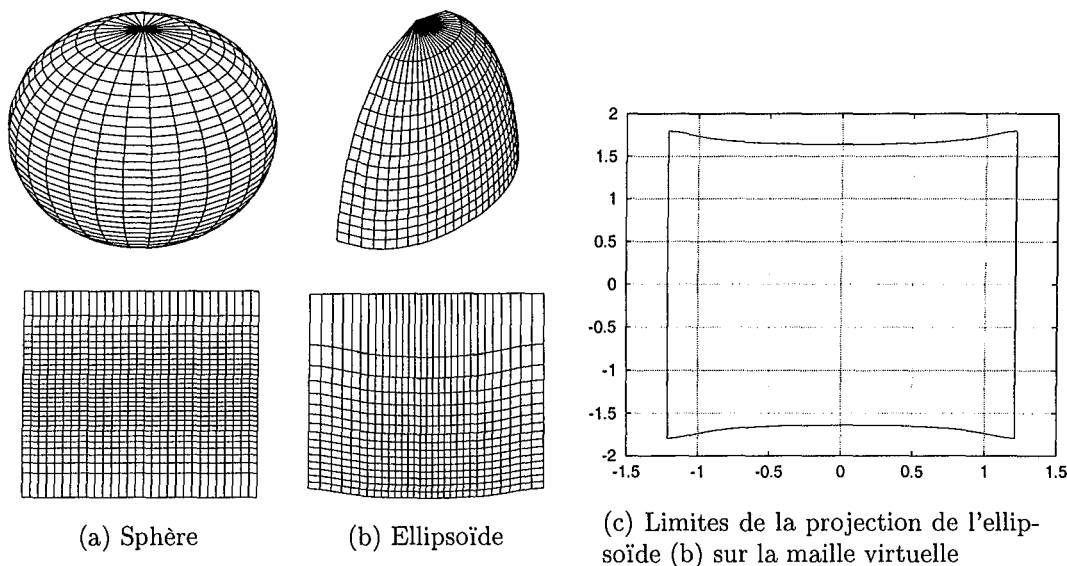 2
1.5
1
0.5
0
-0.5
-1
-1.5
-2
-1.5 -1 -0.5 0 0.5 1 1.5
(a) Sphère
(b) Ellipsoïde
(c) Limites de la projection de l'ellip-
soïde (b) sur la maille virtuelle